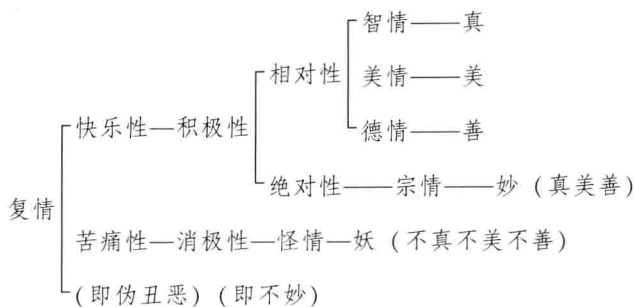 智情——真
相对性 美情——美
德情——善
快乐性—积极性
绝对性——宗情——妙（真美善）
复情
苦痛性—消极性—怪情—妖（不真不美不善）
（即伪丑恶）（即不妙）